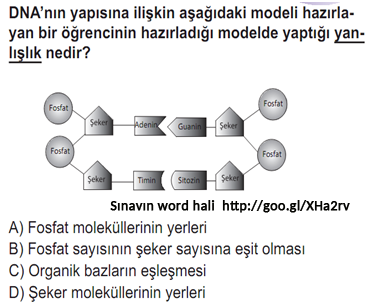 DNA'nın yapısına ilişkin aşağıdaki modeli hazırla-
yan bir öğrencinin hazırladığı modelde yaptığı yan-
lışlık nedir?
Fosfat Şeker Adenin Guanin Şeker Fosfat
Fosfat Fosfat
Şeker Timin Sitozin Şeker
Sınavın word hali http://goo.gl/XHa2rv
A) Fosfat moleküllerinin yerleri
B) Fosfat sayısının şeker sayısına eşit olması
C) Organik bazların eşleşmesi
D) Şeker moleküllerinin yerleri